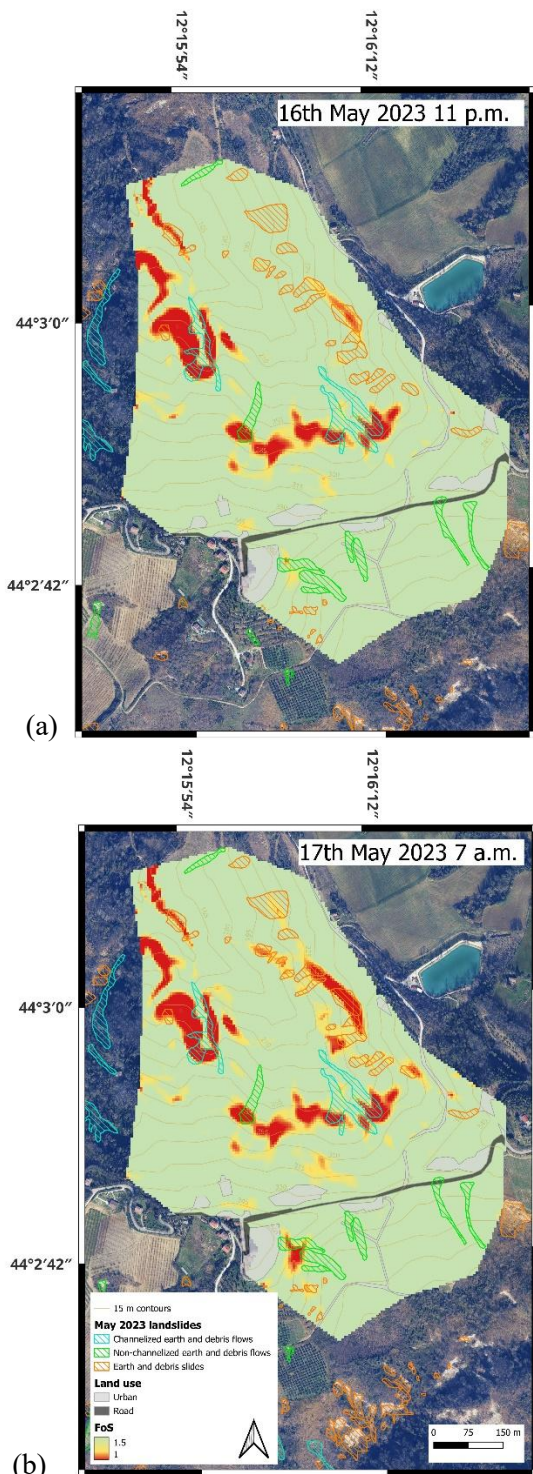 12°15′54″
12°16′12″
16th May 2023 11 p.m.
44°3′0″
44°2′42″
(a)
12°15′54″
12°16′12″
17th May 2023 7 a.m.
44°3′0″
44°2′42″
15 m contours
May 2023 landslides
Channelized earth and debris flows
Non-channelized earth and debris flows
Earth and debris slides
Land use
Urban
Road
FoS
1.5
1
0 75 150 m
(b)